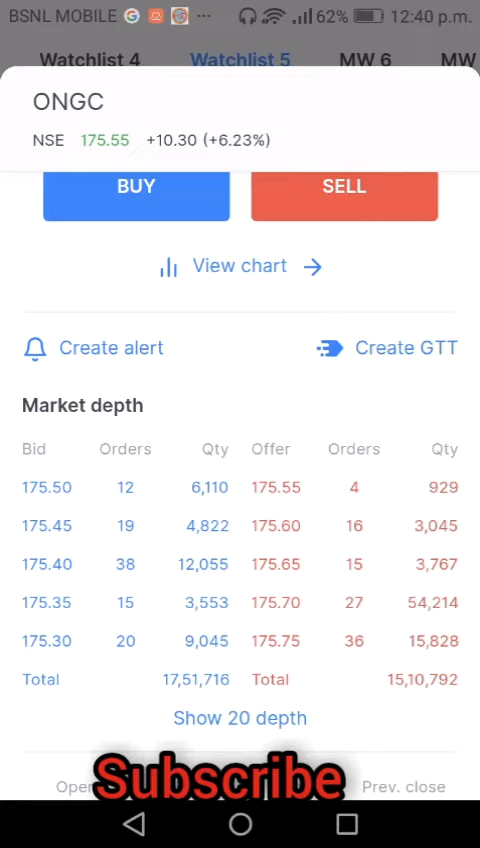 BSNL MOBILE G ... 62% 12:40 p.m.
Watchlist 4 Watchlist 5 MW 6 MW
ONGC
NSE 175.55 +10.30 (+6.23%)
BUY SELL
View chart →
Create alert Create GTT
Market depth
Bid Orders Qty Offer Orders Qty
175.50 12 6,110 175.55 4 929
175.45 19 4,822 175.60 16 3,045
175.40 38 12,055 175.65 15 3,767
175.35 15 3,553 175.70 27 54,214
175.30 20 9,045 175.75 36 15,828
Total 17,51,716 Total 15,10,792
Show 20 depth
Subscribe
Prev. close